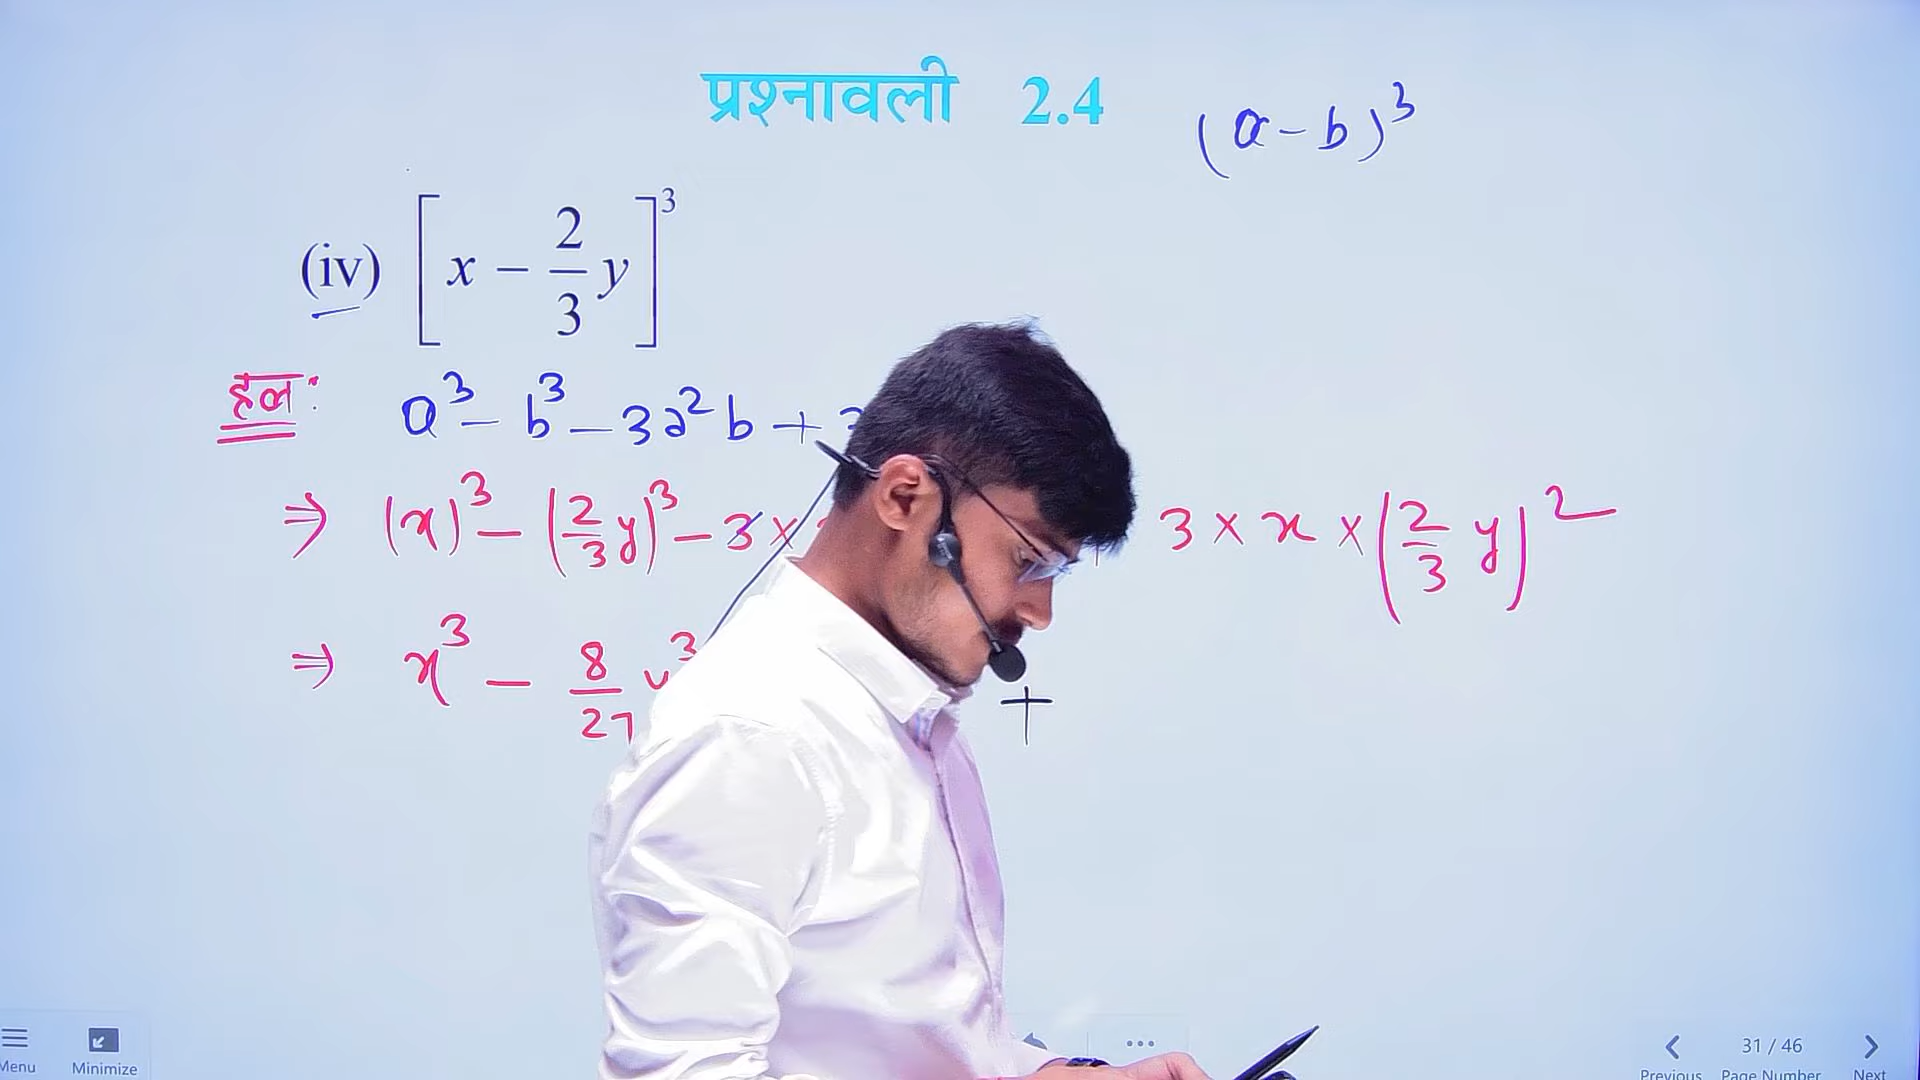 प्रश्नावली 2.4
(a-b)³
(iv) [x - 2/3 y]³
हल:
a³ - b³ - 3a²b +
⇒ (x)³ - (2/3 y)³ - 3 × 3 × x × (2/3 y)²
⇒ x³ - 8/27 y³ +
Menu
Minimize
31 / 46
Previous
Page Number
Next